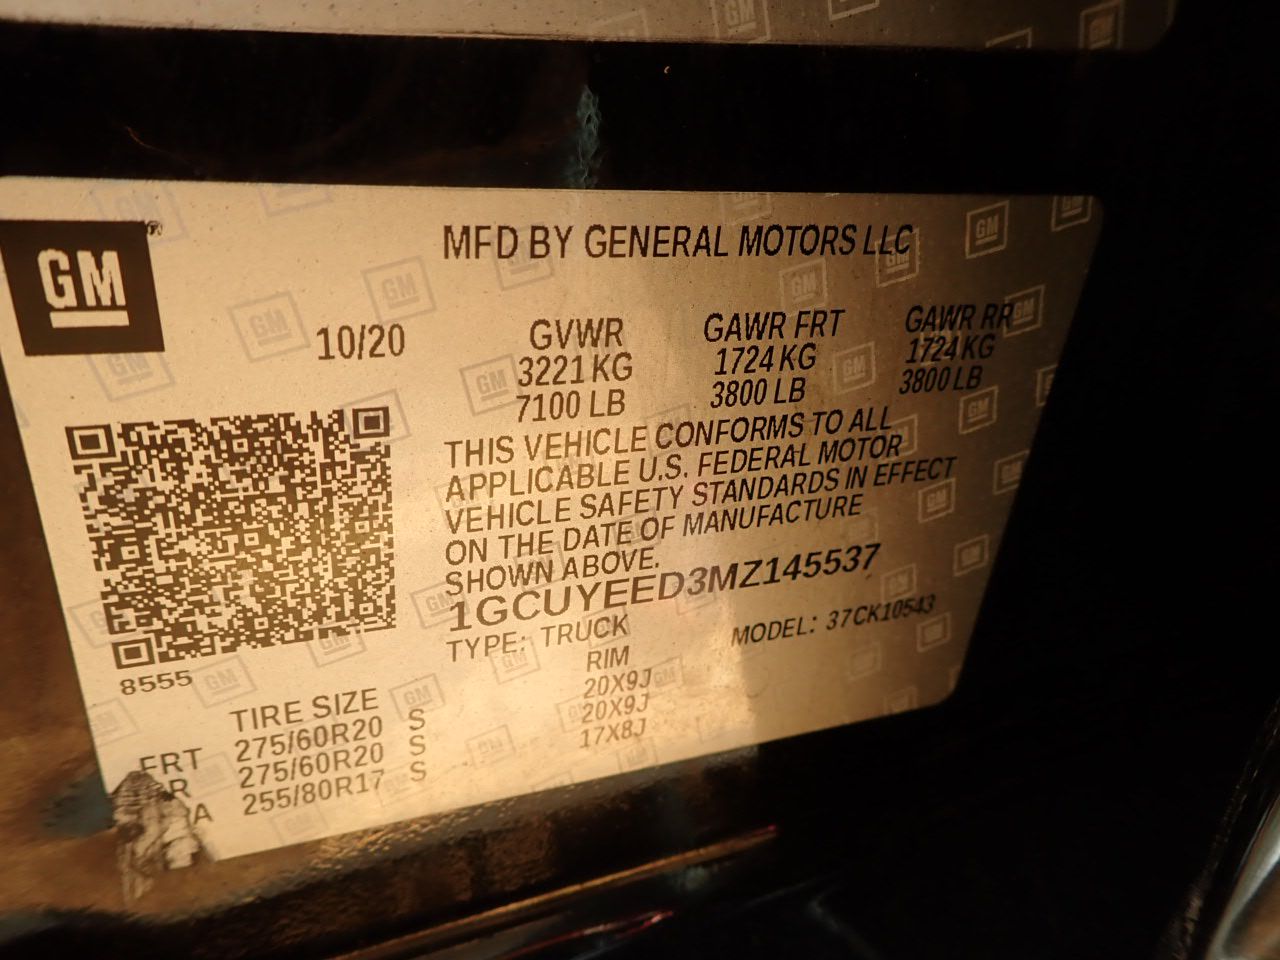 GM
MFD BY GENERAL MOTORS LLC
10/20 GVWR GAWR FRT GAWR RR
3221 KG 1724 KG 1724 KG
7100 LB 3800 LB 3800 LB
THIS VEHICLE CONFORMS TO ALL
APPLICABLE U.S. FEDERAL MOTOR
VEHICLE SAFETY STANDARDS IN EFFECT
ON THE DATE OF MANUFACTURE
SHOWN ABOVE.
1GCUYEED3MZ145537
TYPE: TRUCK MODEL: 37CK10543
8555
TIRE SIZE RIM
FRT 275/60R20 S 20X9J
275/60R20 S 20X9J
255/80R17 S 17X8J